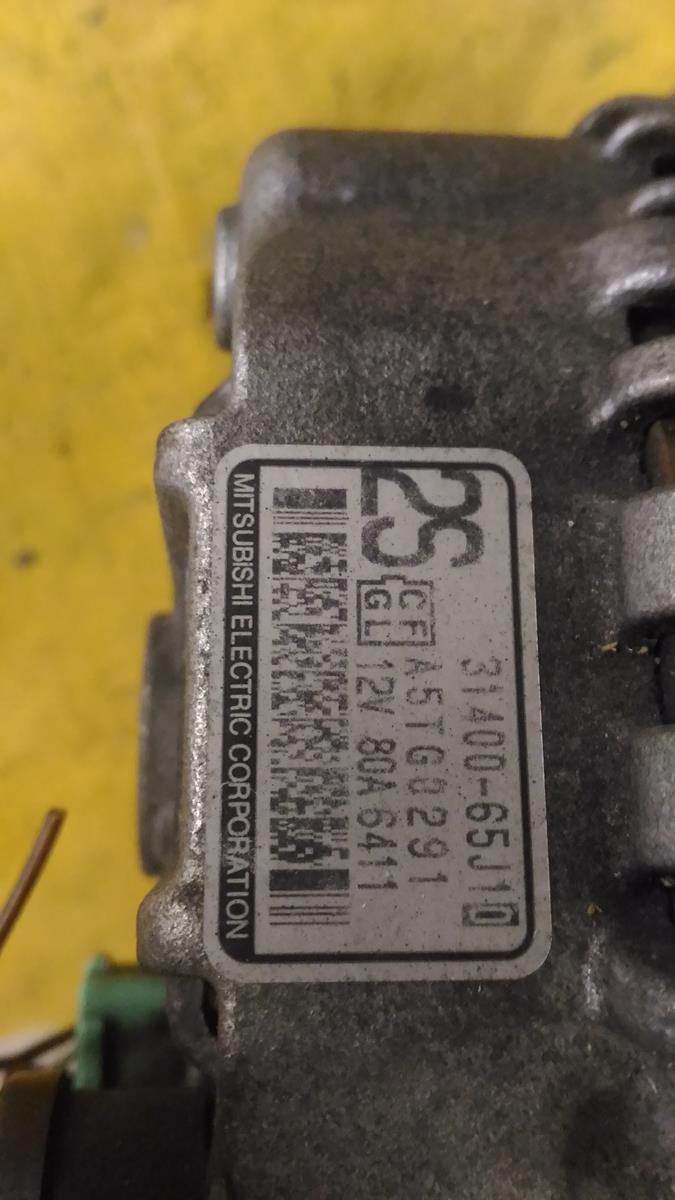 31400-65J10
2S CF A5TG0291
GL 12V 80A 6411
MITSUBISHI ELECTRIC CORPORATION